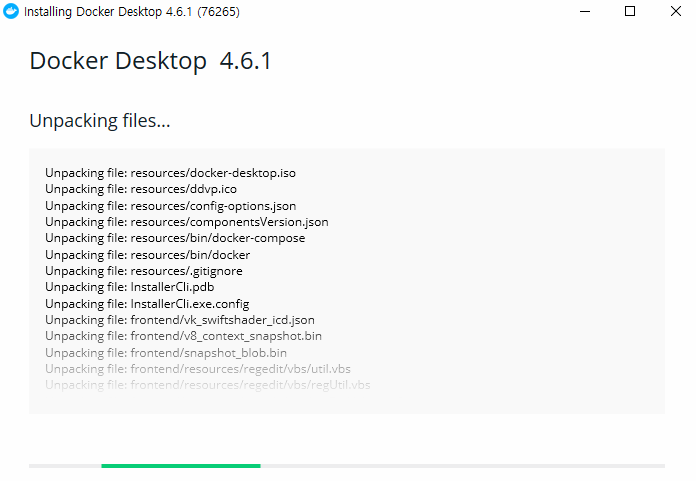 Installing Docker Desktop 4.6.1 (76265)
Docker Desktop 4.6.1
Unpacking files...
Unpacking file: resources/docker-desktop.iso
Unpacking file: resources/ddvp.ico
Unpacking file: resources/config-options.json
Unpacking file: resources/componentsVersion.json
Unpacking file: resources/bin/docker-compose
Unpacking file: resources/bin/docker
Unpacking file: resources/.gitignore
Unpacking file: InstallerCli.pdb
Unpacking file: InstallerCli.exe.config
Unpacking file: frontend/vk_swiftshader_icd.json
Unpacking file: frontend/v8_context_snapshot.bin
Unpacking file: frontend/snapshot_blob.bin
Unpacking file: frontend/resources/regedit/vbs/util.vbs
Unpacking file: frontend/resources/regedit/vbs/regUtil.vbs